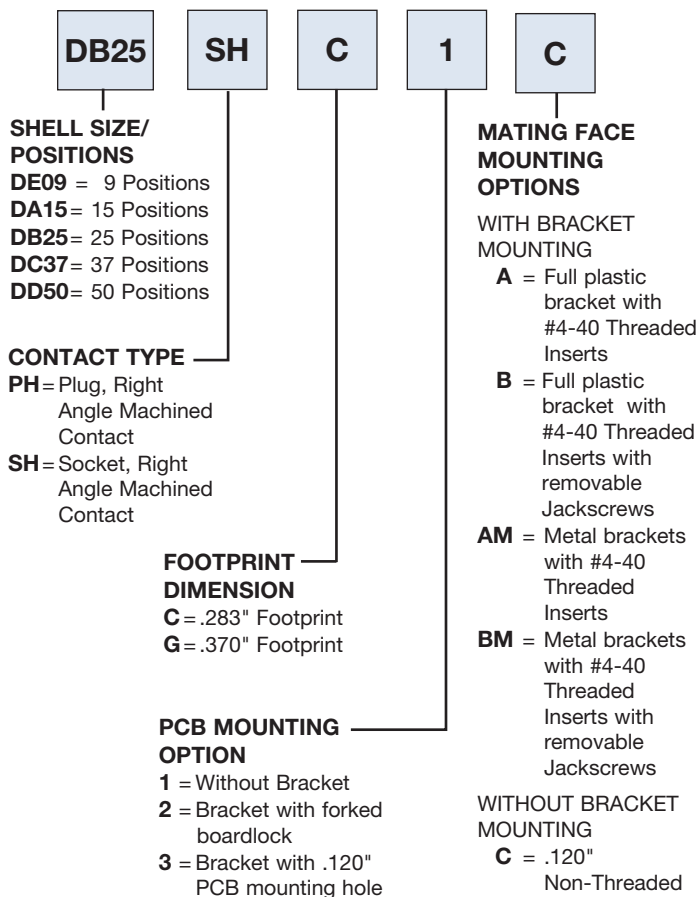 DB25 SH C 1 C
SHELL SIZE/
POSITIONS
DE09 = 9 Positions
DA15= 15 Positions
DB25= 25 Positions
DC37= 37 Positions
DD50= 50 Positions
CONTACT TYPE
PH=Plug, Right
Angle Machined
Contact
SH=Socket, Right
Angle Machined
Contact
FOOTPRINT
DIMENSION
C=.283" Footprint
G=.370" Footprint
PCB MOUNTING
OPTION
1 =Without Bracket
2 =Bracket with forked
boardlock
3 =Bracket with .120"
PCB mounting hole
MATING FACE
MOUNTING
OPTIONS
WITH BRACKET
MOUNTING
A = Full plastic
bracket with
#4-40 Threaded
Inserts
B = Full plastic
bracket with
#4-40 Threaded
Inserts with
removable
Jackscrews
AM = Metal brackets
with #4-40
Threaded
Inserts
BM = Metal brackets
with #4-40
Threaded
Inserts with
removable
Jackscrews
WITHOUT BRACKET
MOUNTING
C = .120"
Non-Threaded